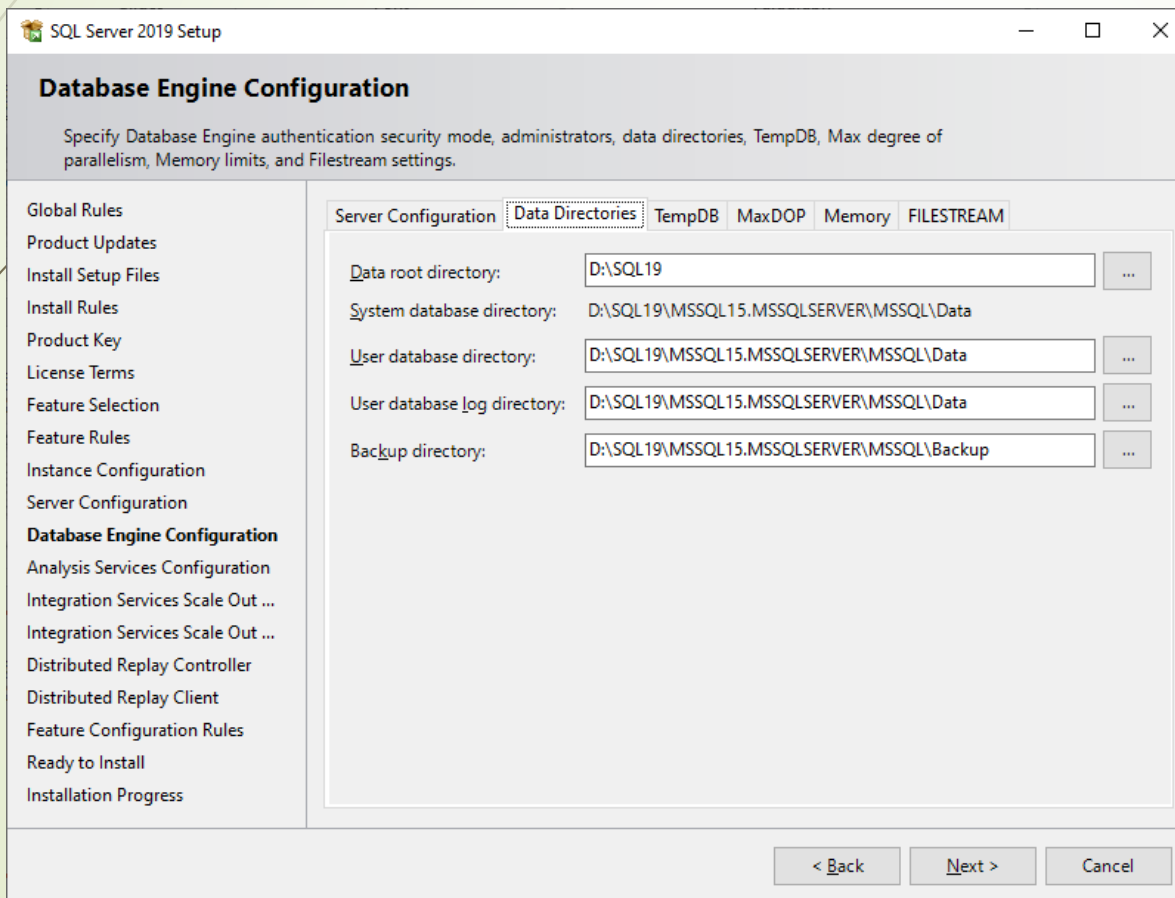 SQL Server 2019 Setup
Database Engine Configuration
Specify Database Engine authentication security mode, administrators, data directories, TempDB, Max degree of
parallelism, Memory limits, and Filestream settings.
Global Rules
Product Updates
Install Setup Files
Install Rules
Product Key
License Terms
Feature Selection
Feature Rules
Instance Configuration
Server Configuration
Database Engine Configuration
Analysis Services Configuration
Integration Services Scale Out ...
Integration Services Scale Out ...
Distributed Replay Controller
Distributed Replay Client
Feature Configuration Rules
Ready to Install
Installation Progress
Server Configuration Data Directories TempDB MaxDOP Memory FILESTREAM
Data root directory: D:\SQL19 ...
System database directory: D:\SQL19\MSSQL15.MSSQLSERVER\MSSQL\Data
User database directory: D:\SQL19\MSSQL15.MSSQLSERVER\MSSQL\Data ...
User database log directory: D:\SQL19\MSSQL15.MSSQLSERVER\MSSQL\Data ...
Backup directory: D:\SQL19\MSSQL15.MSSQLSERVER\MSSQL\Backup ...
< Back Next > Cancel